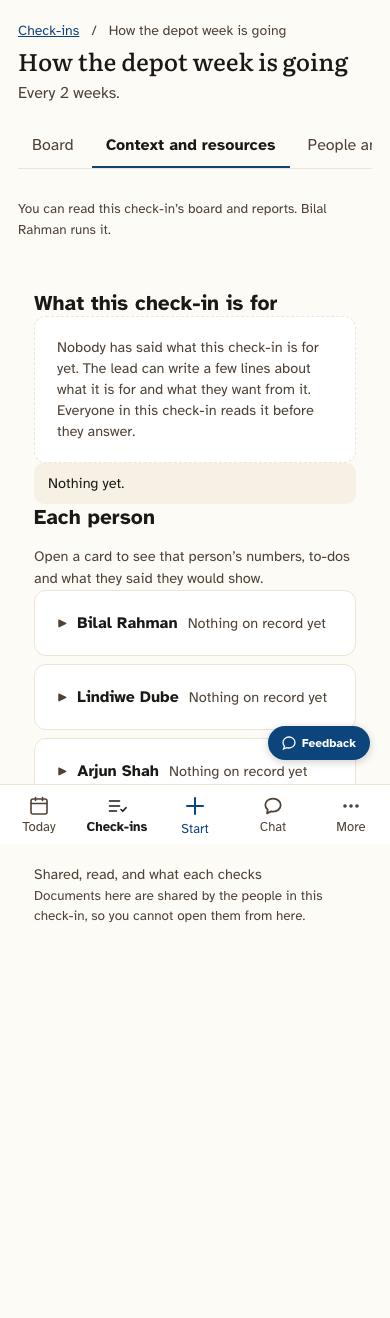 Check-ins / How the depot week is going
How the depot week is going
Every 2 weeks.
Board Context and resources People ar
You can read this check-in's board and reports. Bilal
Rahman runs it.
What this check-in is for
Nobody has said what this check-in is for
yet. The lead can write a few lines about
what it is for and what they want from it.
Everyone in this check-in reads it before
they answer.
Nothing yet.
Each person
Open a card to see that person's numbers, to-dos
and what they said they would show.
Bilal Rahman Nothing on record yet
Lindiwe Dube Nothing on record yet
Feedback
Arjun Shah Nothing on record yet
Today Check-ins Start Chat More
Shared, read, and what each checks
Documents here are shared by the people in this
check-in, so you cannot open them from here.